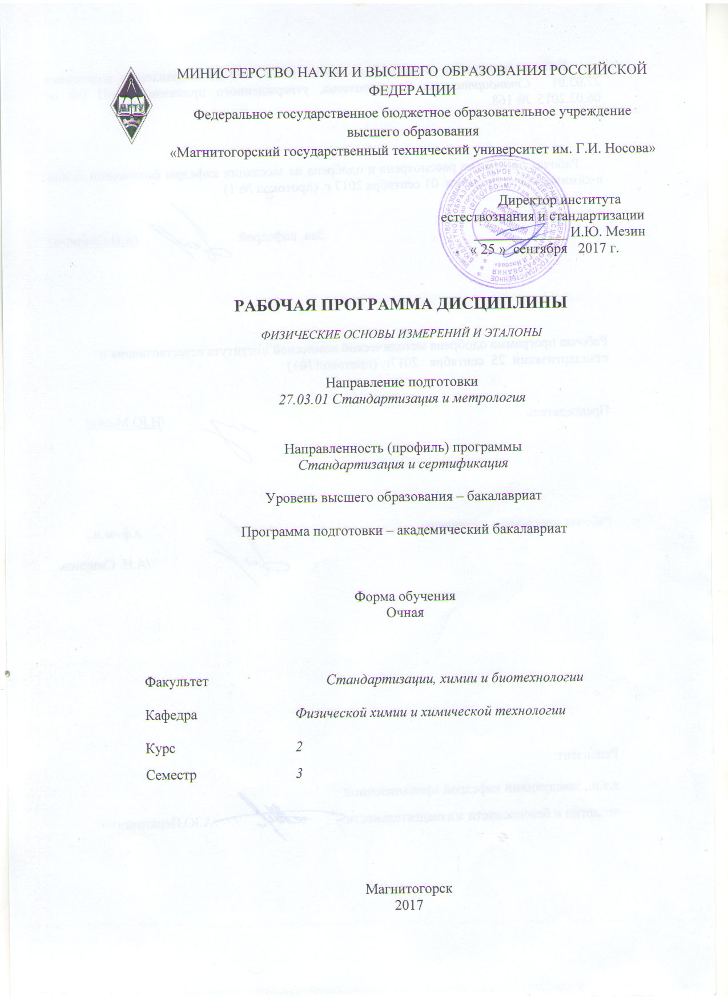 МИНИСТЕРСТВО НАУКИ И ВЫСШЕГО ОБРАЗОВАНИЯ РОССИЙСКОЙ
ФЕДЕРАЦИИ
Федеральное государственное бюджетное образовательное учреждение
высшего образования
«Магнитогорский государственный технический университет им. Г.И. Носова»
МГТУ
Директор института
естествознания и стандартизации
И.Ю. Мезин
« 25 » сентября 2017 г.
РАБОЧАЯ ПРОГРАММА ДИСЦИПЛИНЫ
ФИЗИЧЕСКИЕ ОСНОВЫ ИЗМЕРЕНИЙ И ЭТАЛОНЫ
Направление подготовки
27.03.01 Стандартизация и метрология
Направленность (профиль) программы
Стандартизация и сертификация
Уровень высшего образования – бакалавриат
Программа подготовки – академический бакалавриат
Форма обучения
Очная
Факультет Стандартизации, химии и биотехнологии
Кафедра Физической химии и химической технологии
Курс 2
Семестр 3
Магнитогорск
2017